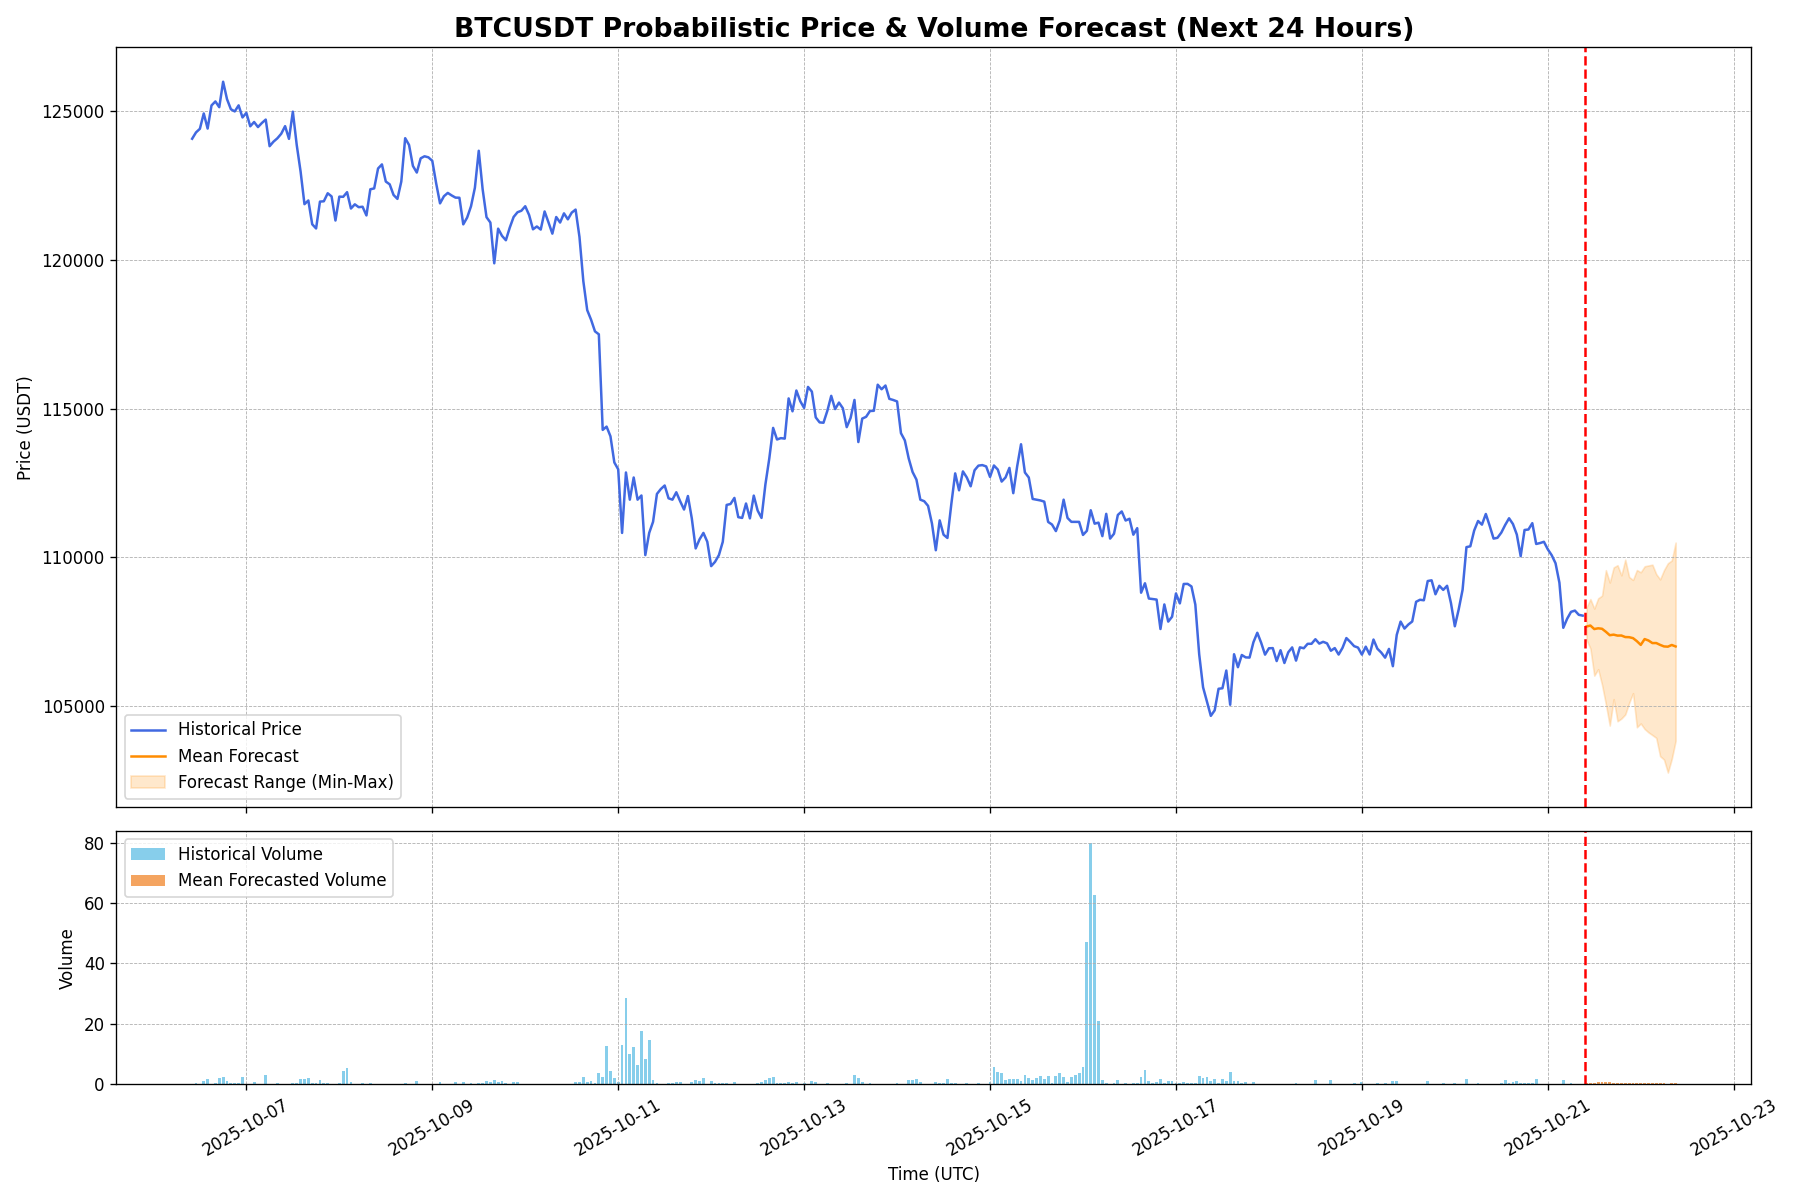 BTCUSDT Probabilistic Price & Volume Forecast (Next 24 Hours)
125000
120000
115000
110000
105000
Price (USDT)
Historical Price
Mean Forecast
Forecast Range (Min-Max)
80
60
40
20
0
Volume
Historical Volume
Mean Forecasted Volume
2025-10-07
2025-10-09
2025-10-11
2025-10-13
2025-10-15
2025-10-17
2025-10-19
2025-10-21
2025-10-23
Time (UTC)